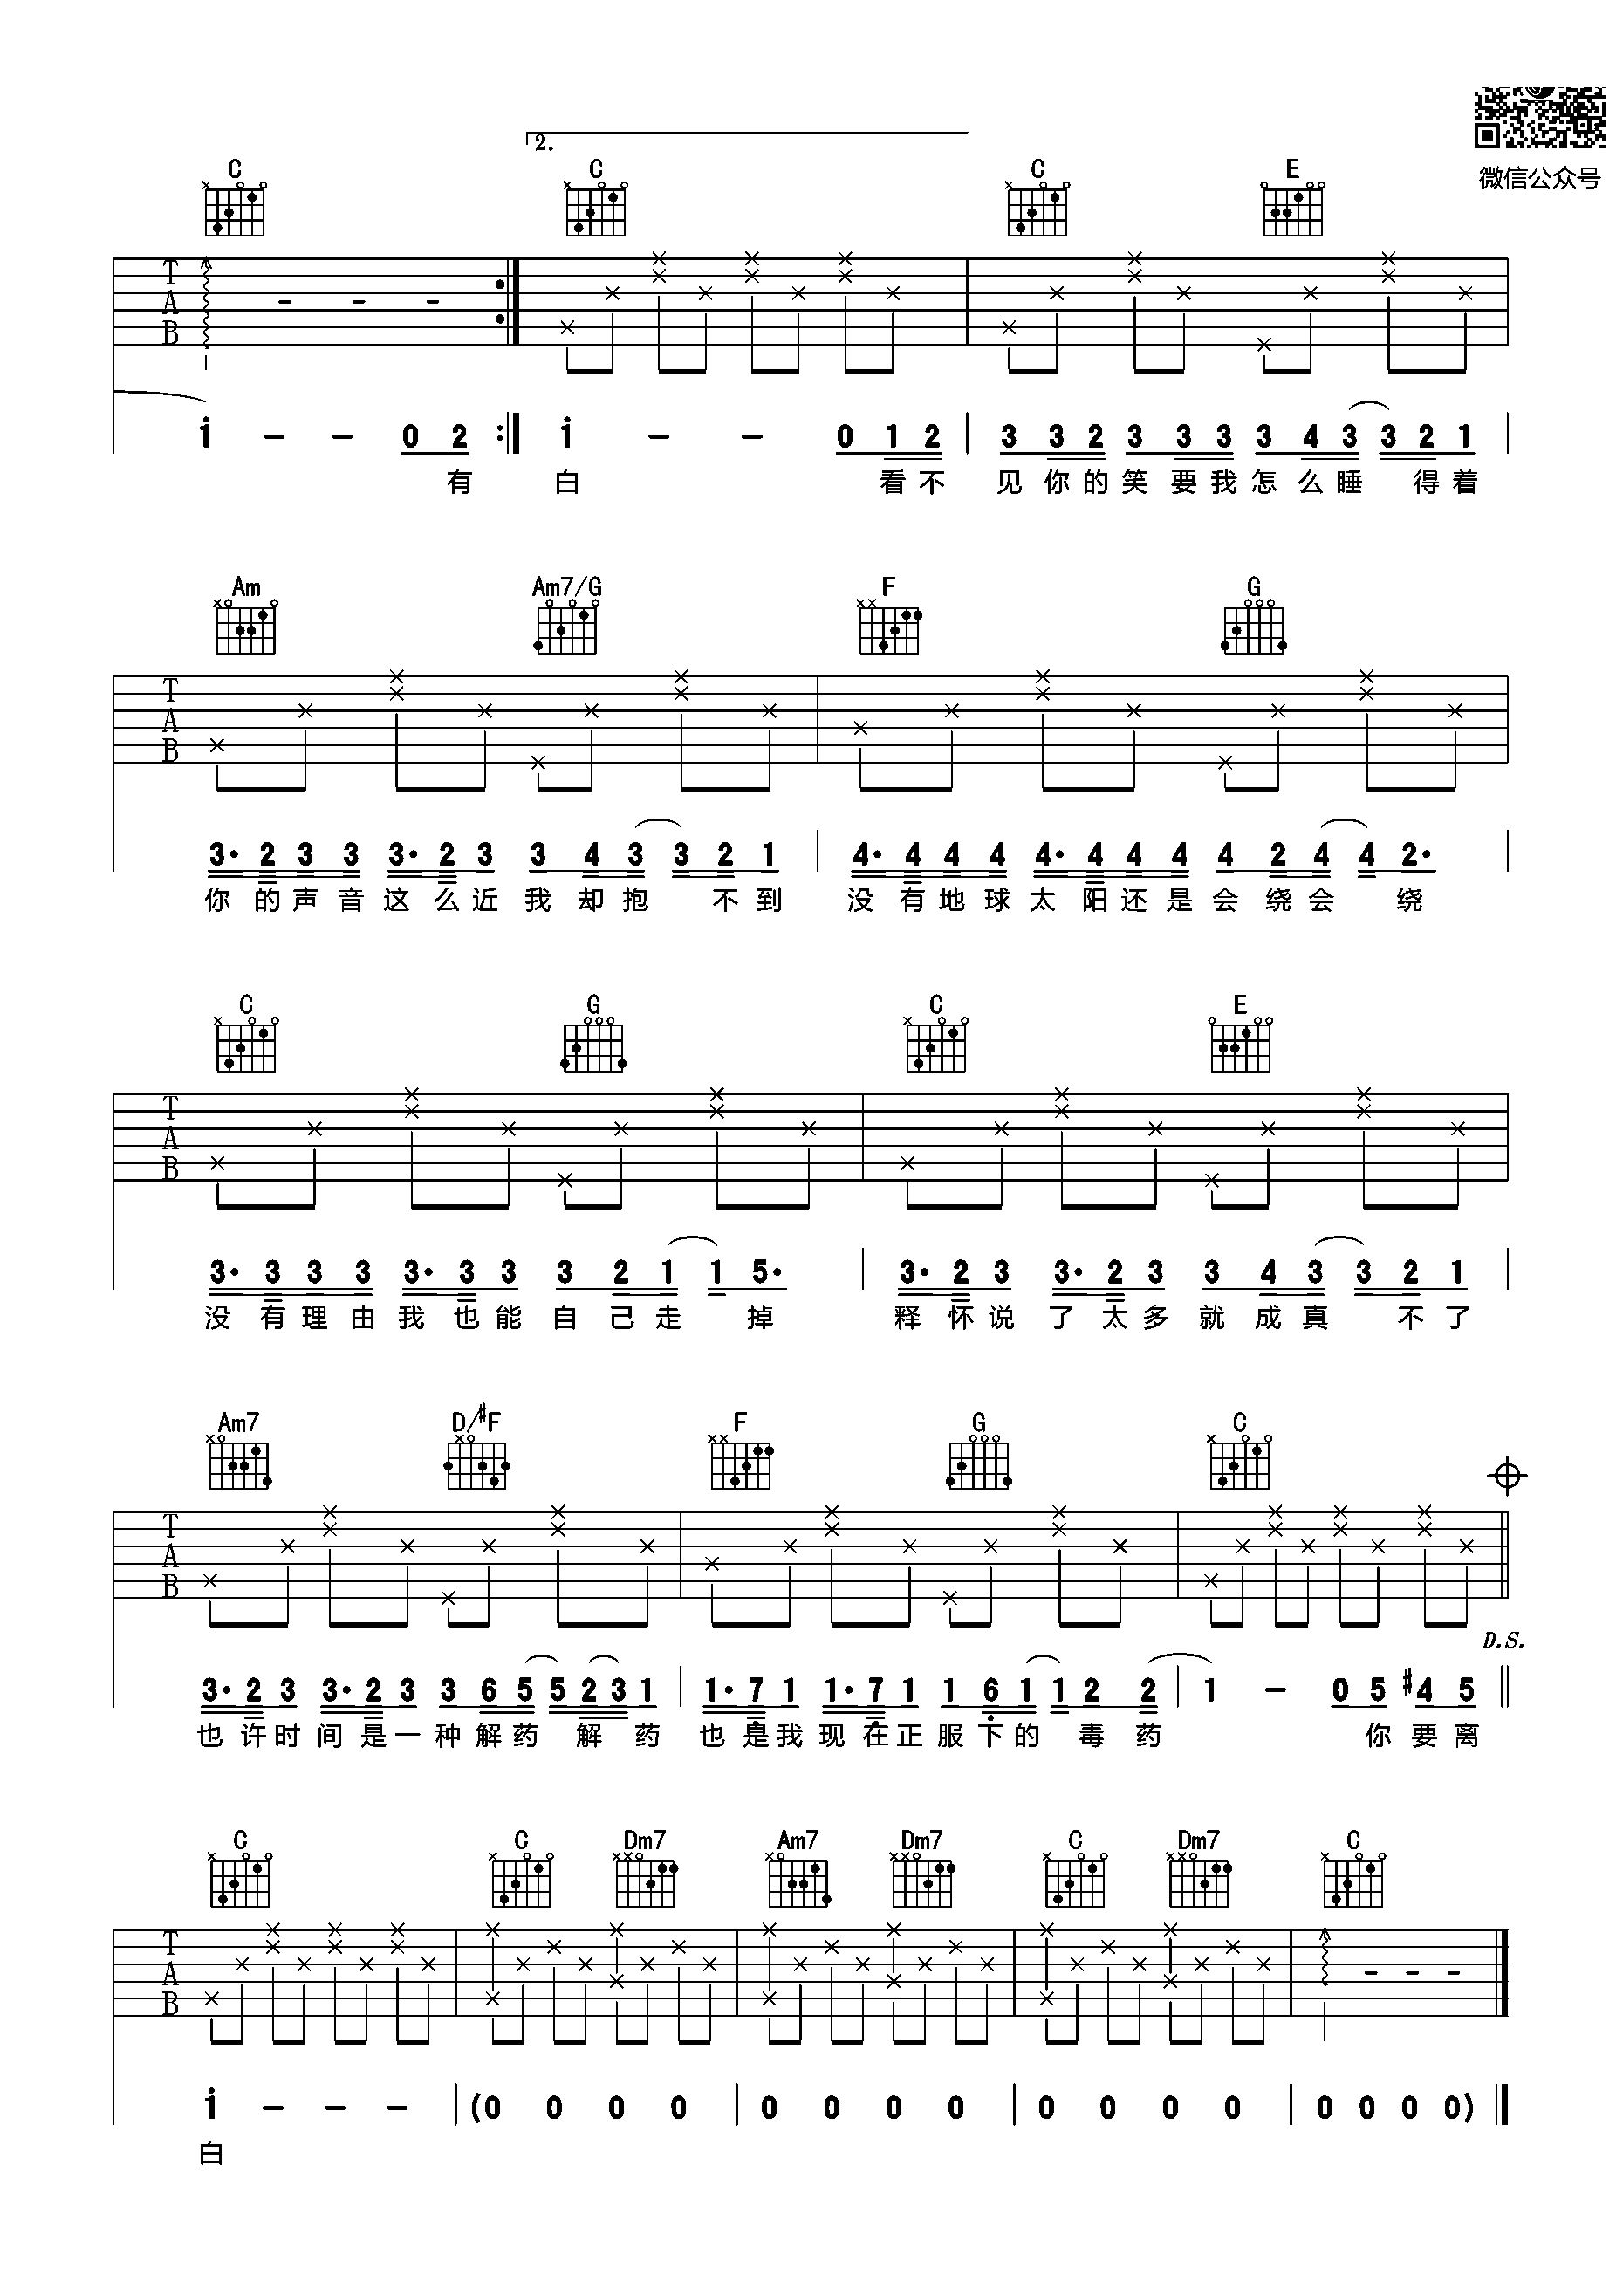 微信公众号
2.
C C C E
T
A
B
i - - 0 2 :‖ i - - 0 1 2 | 3 3 2 3 3 3 3 4 3 3 2 1 |
有 白 看不 见你的笑要我怎么睡 得着
Am Am7/G F G
T
A
B
3· 2 3 3 3· 2 3 3 4 3 3 2 1 | 4· 4 4 4 4· 4 4 4 4 2 4 4 2· |
你的声音这么近我却抱 不到 没有地球太阳还是会绕会 绕
C G C E
T
A
B
3· 3 3 3 3· 3 3 3 2 1 1 5· | 3· 2 3 3· 2 3 3 4 3 3 2 1 |
没有理由我也能自己走 掉 释怀说了太多就成真 不了
Am7 D/#F F G C
T
A
B
D.S.
3· 2 3 3· 2 3 3 6 5 5 2 3 1 | 1· 7 1 1· 7 1 1 6 1 1 2 2 | 1 - 0 5 #4 5 ‖
也许时间是一种解药 解药 也是我现在正服下的 毒药 你要离
C C Dm7 Am7 Dm7 C Dm7 C
T
A
B
i - - - |(0 0 0 0 | 0 0 0 0 | 0 0 0 0 | 0 0 0 0) ‖
白